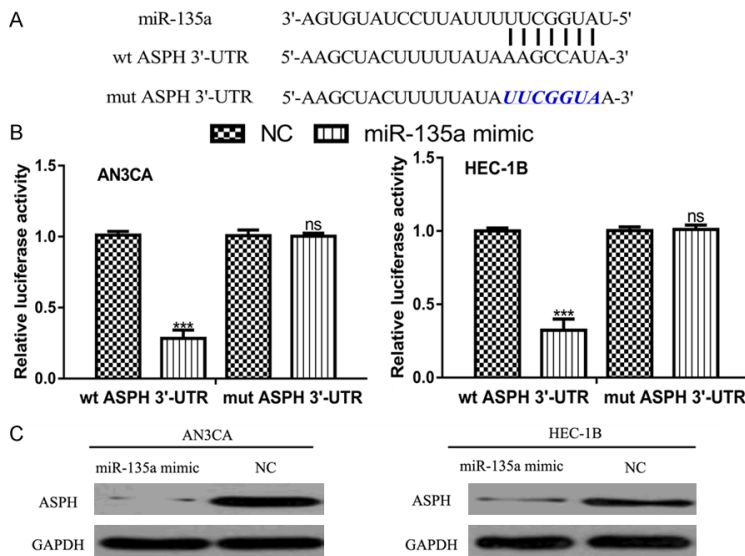 A
miR-135a 3'-AGUGUAUCCUUAUUUUUCGGUAU-5'
wt ASPH 3'-UTR 5'-AAGCUACUUUUUAUAAAGCCAUA-3'
mut ASPH 3'-UTR 5'-AAGCUACUUUUUAUAUUCGGUAA-3'
B
NC miR-135a mimic
AN3CA
Relative luciferase activity
1.5
1.0
0.5
0.0
***
ns
wt ASPH 3'-UTR mut ASPH 3'-UTR
HEC-1B
Relative luciferase activity
1.5
1.0
0.5
0.0
***
ns
wt ASPH 3'-UTR mut ASPH 3'-UTR
C
AN3CA
miR-135a mimic NC
ASPH
GAPDH
HEC-1B
miR-135a mimic NC
ASPH
GAPDH